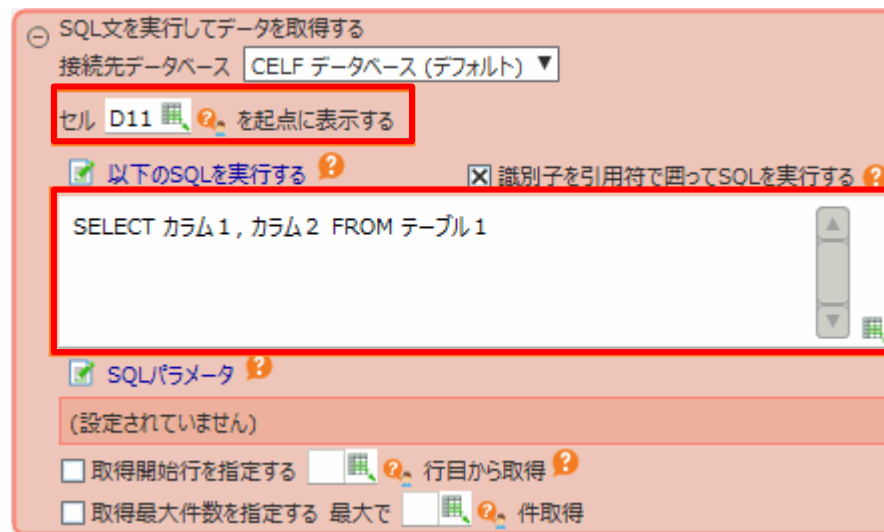 SQL文を実行してデータを取得する
接続先データベース CELF データベース (デフォルト) ▼
セル D11 を起点に表示する
以下のSQLを実行する 識別子を引用符で囲ってSQLを実行する
SELECT カラム1 , カラム2 FROM テーブル1
SQLパラメータ
(設定されていません)
取得開始行を指定する 行目から取得
取得最大件数を指定する 最大で 件取得